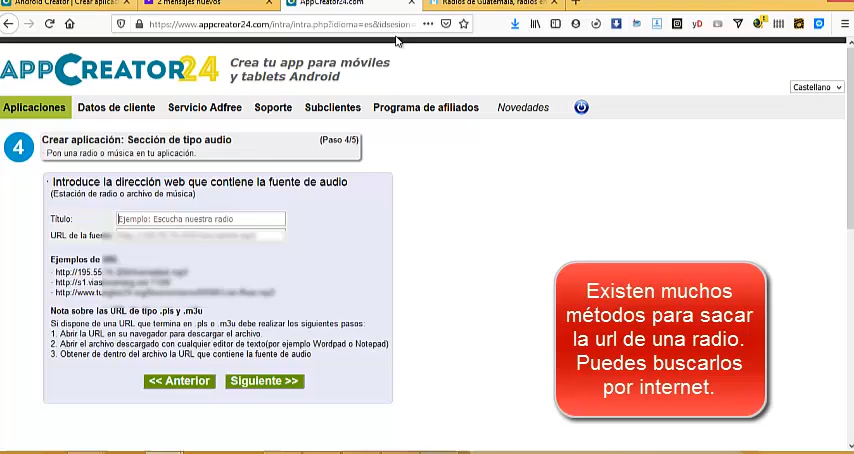 Android Creator | Crear aplicac
2 mensajes nuevos
AppCreator24.com
Radios de Guatemala, radios en
https://www.appcreator24.com/intra/intra.php?idioma=es&idsesion=
APPCREATOR24
Crea tu app para móviles
y tablets Android
Castellano
Aplicaciones Datos de cliente Servicio Adfree Soporte Subclientes Programa de afiliados Novedades
4
Crear aplicación: Sección de tipo audio (Paso 4/5)
Pon una radio o música en tu aplicación.
· Introduce la dirección web que contiene la fuente de audio
(Estación de radio o archivo de música)
Título: Ejemplo: Escucha nuestra radio
URL de la fuente
Ejemplos de
· http://195.55
· http://s1.vias
· http://www.tu
Nota sobre las URL de tipo .pls y .m3u
Si dispone de una URL que termina en .pls o .m3u debe realizar los siguientes pasos:
1. Abrir la URL en su navegador para descargar el archivo
2. Abrir el archivo descargado con cualquier editor de texto(por ejemplo Wordpad o Notepad)
3. Obtener de dentro del archivo la URL que contiene la fuente de audio
<< Anterior Siguiente >>
Existen muchos
métodos para sacar
la url de una radio.
Puedes buscarlos
por internet.